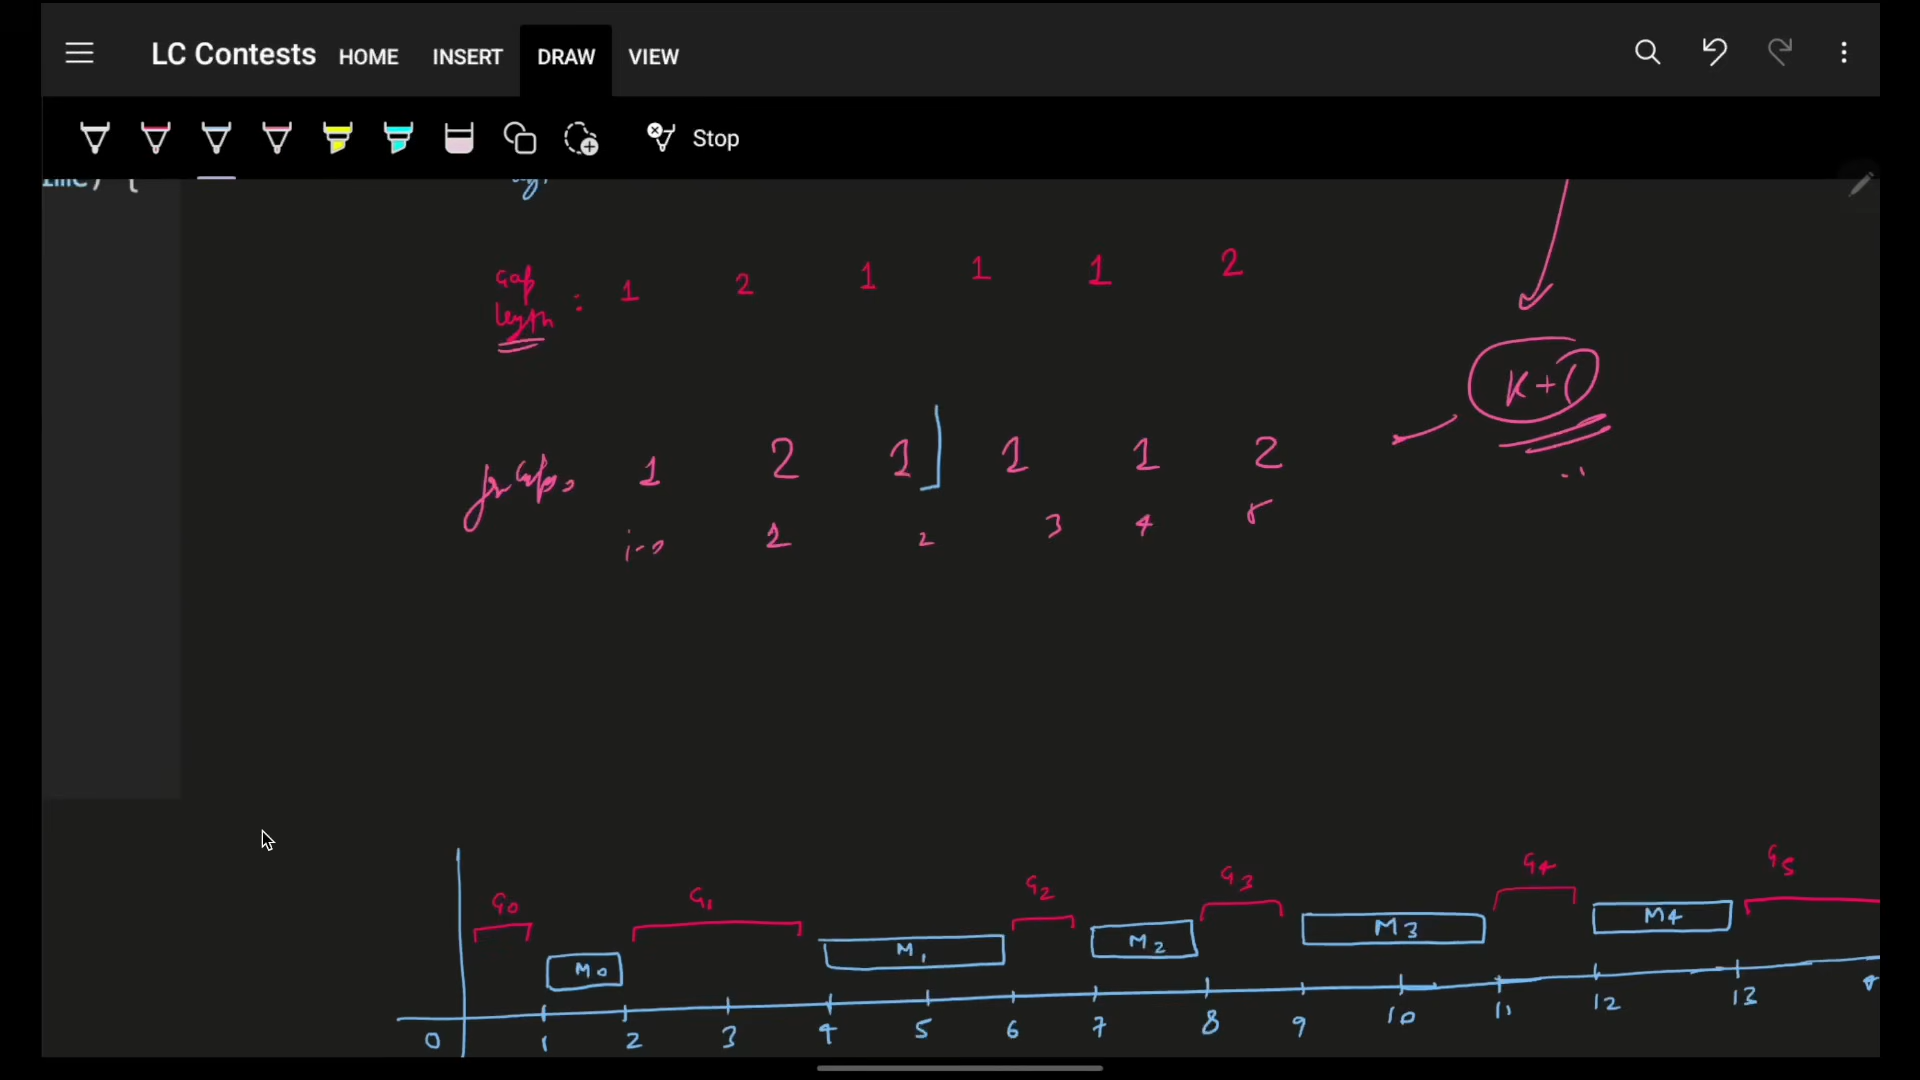 LC Contests HOME INSERT DRAW VIEW
Stop
Gap
length : 1 2 1 1 1 2
K+1
1 2 1 1 1 2
2 3 4 5
G0 G1 G2 G3 G4 G5
M0 M1 M2 M3 M4
0 1 2 3 4 5 6 7 8 9 10 11 12 13